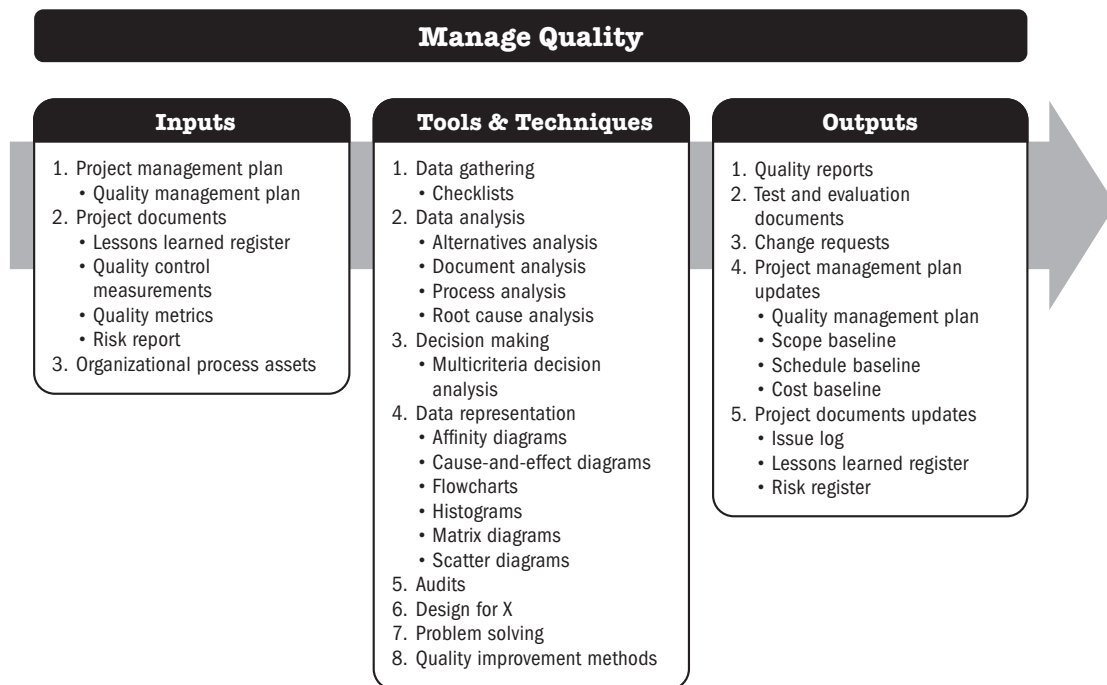 Manage Quality
Inputs
1. Project management plan
• Quality management plan
2. Project documents
• Lessons learned register
• Quality control
measurements
• Quality metrics
• Risk report
3. Organizational process assets
Tools & Techniques
1. Data gathering
• Checklists
2. Data analysis
• Alternatives analysis
• Document analysis
• Process analysis
• Root cause analysis
3. Decision making
• Multicriteria decision
analysis
4. Data representation
• Affinity diagrams
• Cause-and-effect diagrams
• Flowcharts
• Histograms
• Matrix diagrams
• Scatter diagrams
5. Audits
6. Design for X
7. Problem solving
8. Quality improvement methods
Outputs
1. Quality reports
2. Test and evaluation
documents
3. Change requests
4. Project management plan
updates
• Quality management plan
• Scope baseline
• Schedule baseline
• Cost baseline
5. Project documents updates
• Issue log
• Lessons learned register
• Risk register